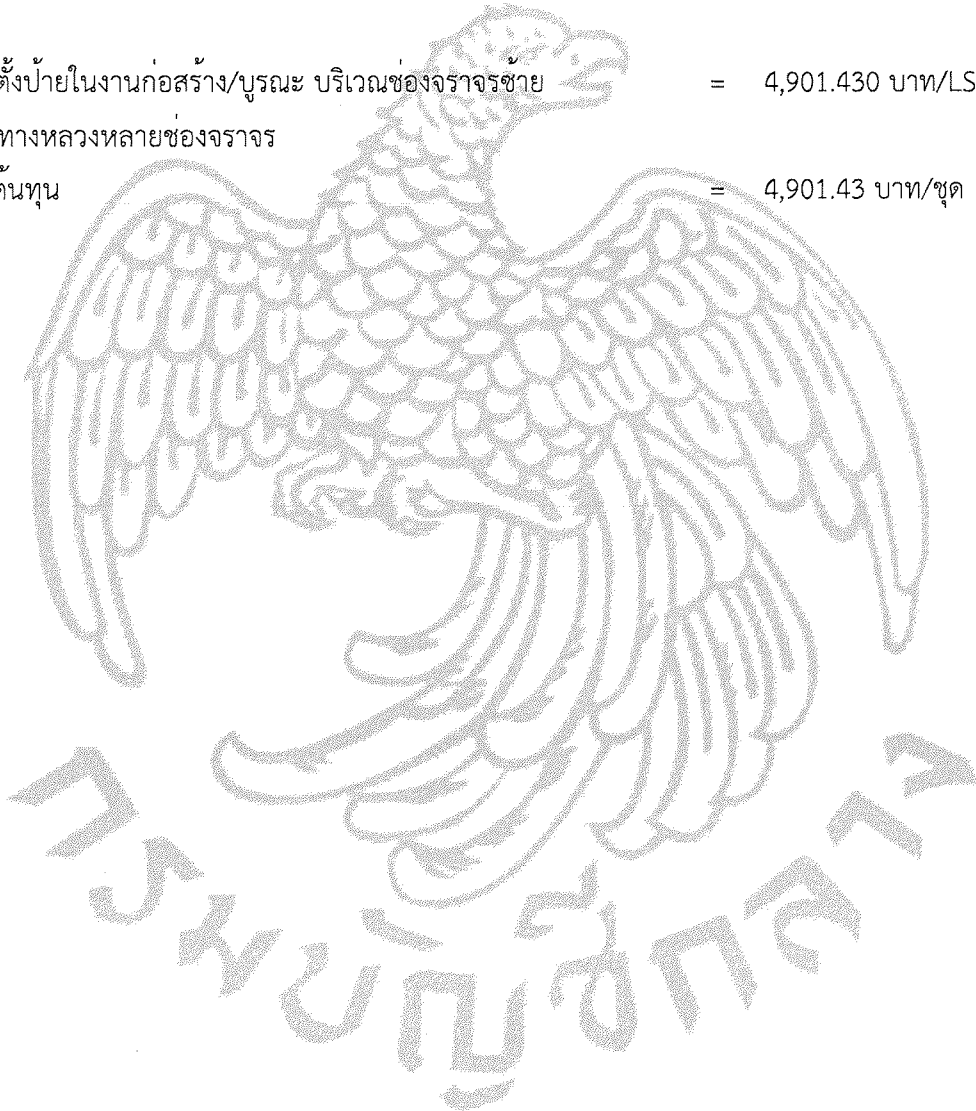 ตั้งป้ายในงานก่อสร้าง/บูรณะ บริเวณช่องจราจรซ้าย = 4,901.430 บาท/LS
ทางหลวงหลายช่องจราจร
ต้นทุน = 4,901.43 บาท/ชุด
กรมบัญชีกลาง